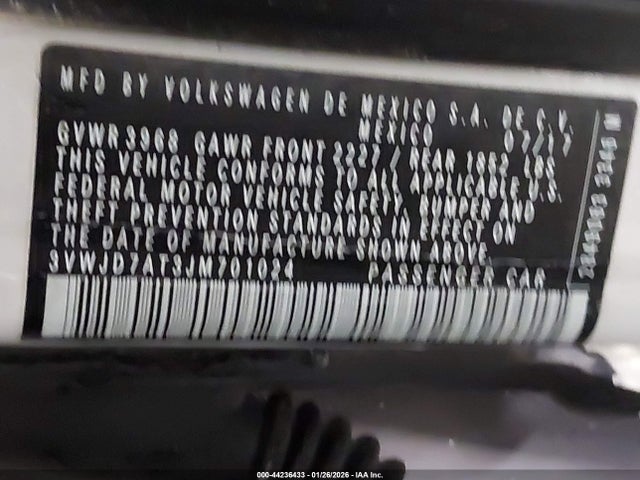 MFD BY VOLKSWAGEN DE MEXICO S.A. DE C.V.
MEXICO 07/17
GVWR 3968 GAWR FRONT 2227 / REAR 1852 LBS
THIS VEHICLE CONFORMS TO ALL APPLICABLE U.S.
FEDERAL MOTOR VEHICLE SAFETY, BUMPER AND
THEFT PREVENTION STANDARDS IN EFFECT ON
THE DATE OF MANUFACTURE SHOWN ABOVE.
3VWJD7AT3JM701024 PASSENGER CAR
000-44236433 - 01/26/2026 - IAA Inc.